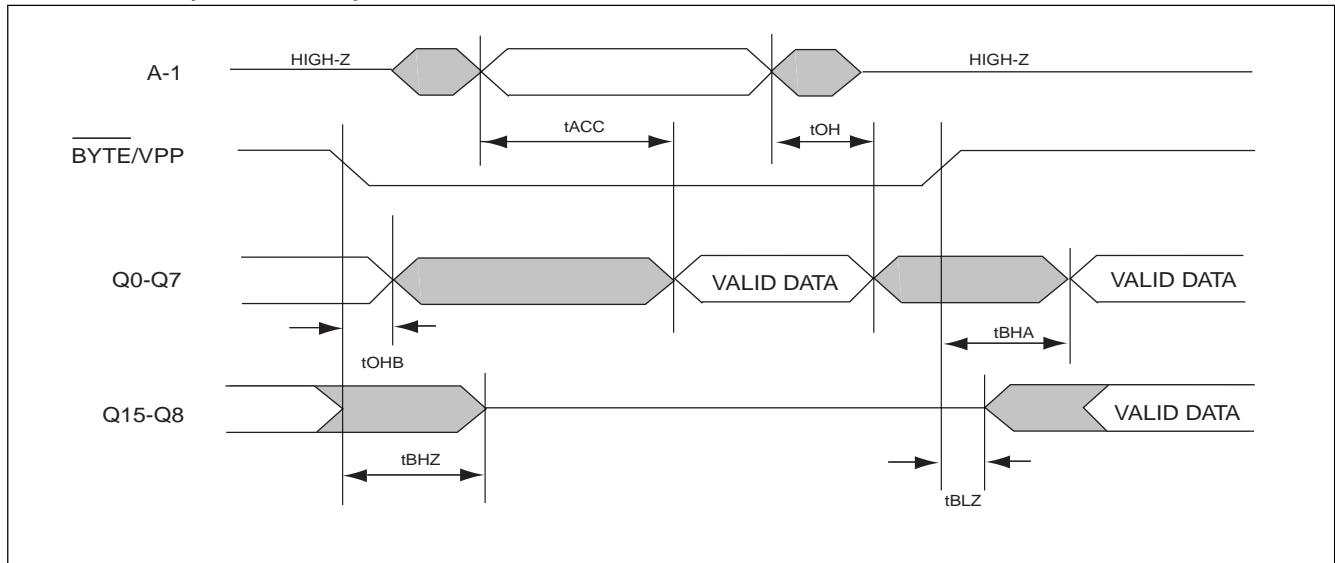 HIGH-Z HIGH-Z
A-1
tACC tOH
BYTE/VPP
Q0-Q7 VALID DATA VALID DATA
tBHA
tOHB
Q15-Q8 VALID DATA
tBHZ
tBLZ